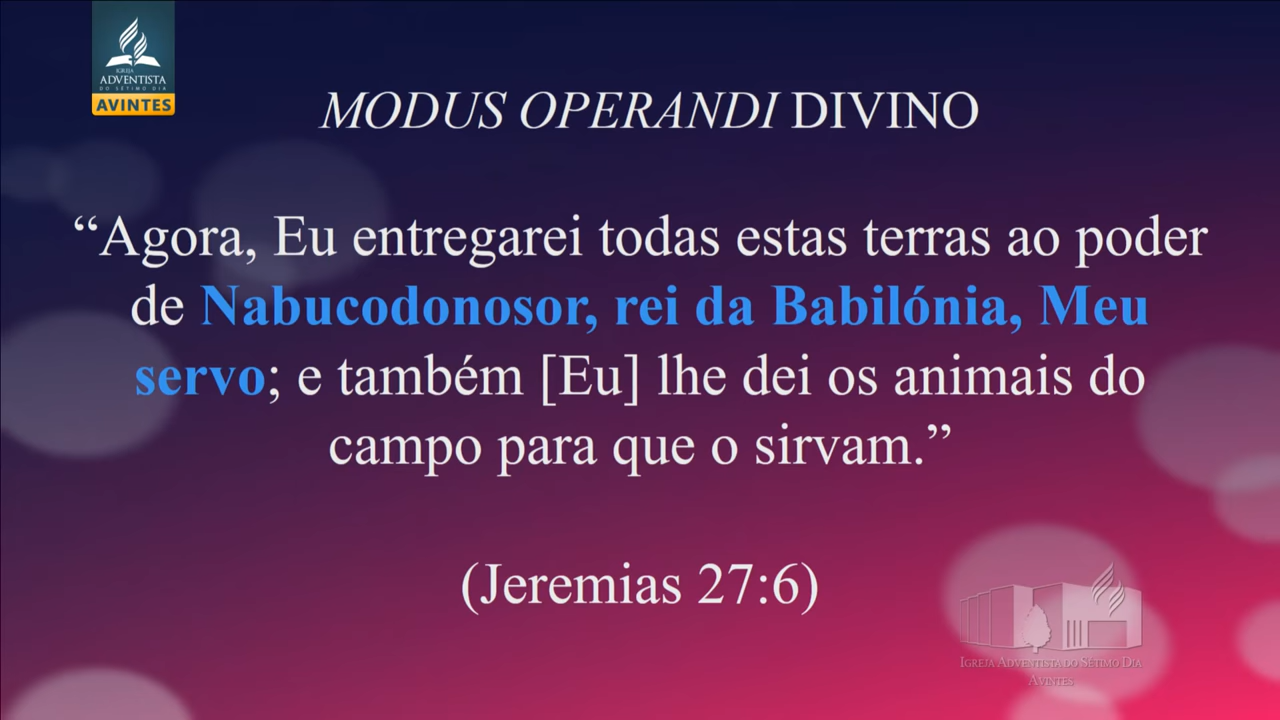 IGREJA
ADVENTISTA
DO SÉTIMO DIA
AVINTES
MODUS OPERANDI DIVINO
“Agora, Eu entregarei todas estas terras ao poder
de Nabucodonosor, rei da Babilónia, Meu
servo; e também [Eu] lhe dei os animais do
campo para que o sirvam.”
(Jeremias 27:6)
IGREJA ADVENTISTA DO SÉTIMO DIA
AVINTES